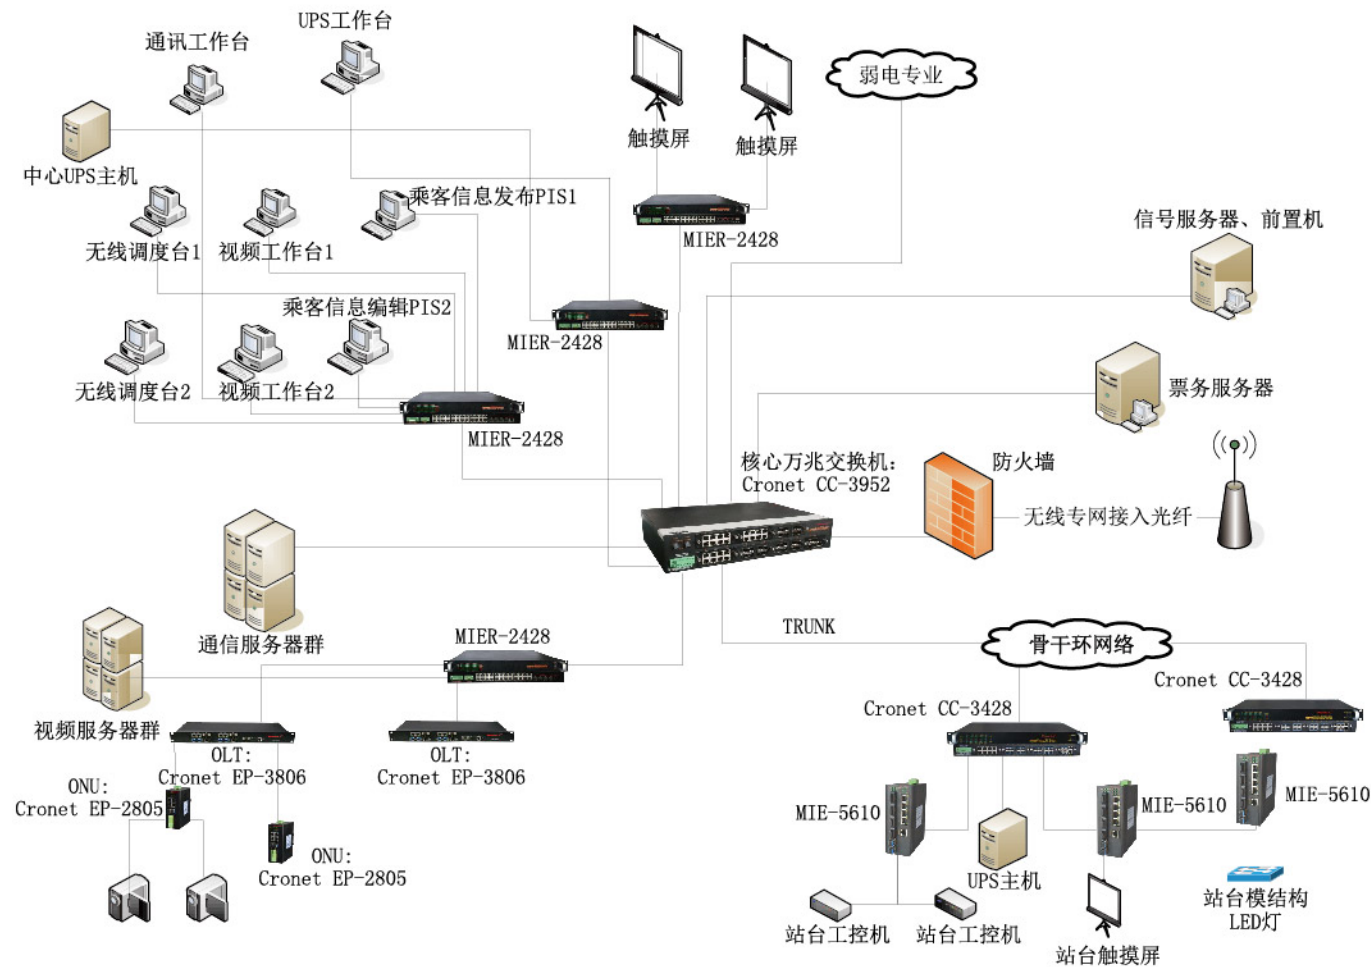 UPS工作台
通讯工作台
弱电专业
触摸屏
触摸屏
中心UPS主机
乘客信息发布PIS1
无线调度台1
视频工作台1
MIER-2428
信号服务器、前置机
乘客信息编辑PIS2
MIER-2428
无线调度台2
视频工作台2
票务服务器
MIER-2428
核心万兆交换机:
Cronet CC-3952
防火墙
无线专网接入光纤
通信服务器群
MIER-2428
TRUNK
骨干环网络
Cronet CC-3428
Cronet CC-3428
视频服务器群
OLT:
Cronet EP-3806
OLT:
Cronet EP-3806
ONU:
Cronet EP-2805
MIE-5610
MIE-5610
MIE-5610
ONU:
Cronet EP-2805
UPS主机
站台模结构
LED灯
站台工控机
站台工控机
站台触摸屏